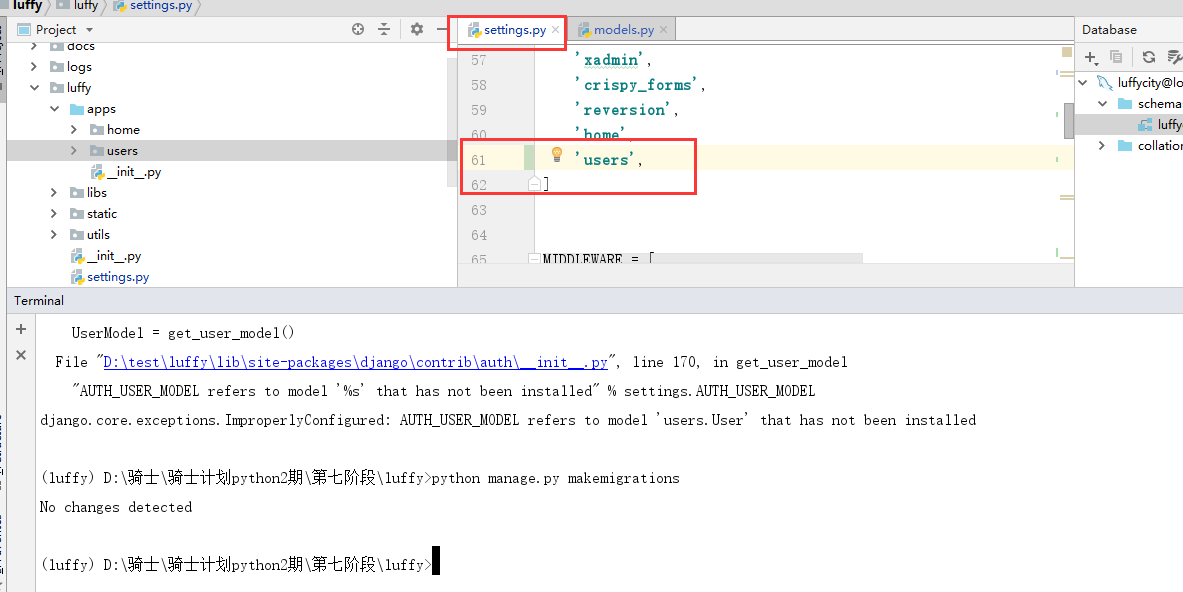 luffy luffy settings.py
Project
docs
logs
luffy
apps
home
users
__init__.py
libs
static
utils
__init__.py
settings.py
settings.py models.py
57 'xadmin',
58 'crispy_forms',
59 'reversion',
60 'home',
61 'users',
62 ]
63
64
65 MIDDLEWARE = [
Database
luffycity@lo
schema
luffyc
collation
Terminal
UserModel = get_user_model()
File "D:\test\luffy\lib\site-packages\django\contrib\auth\__init__.py", line 170, in get_user_model
"AUTH_USER_MODEL refers to model '%s' that has not been installed" % settings.AUTH_USER_MODEL
django.core.exceptions.ImproperlyConfigured: AUTH_USER_MODEL refers to model 'users.User' that has not been installed
(luffy) D:\骑士\骑士计划python2期\第七阶段\luffy>python manage.py makemigrations
No changes detected
(luffy) D:\骑士\骑士计划python2期\第七阶段\luffy>